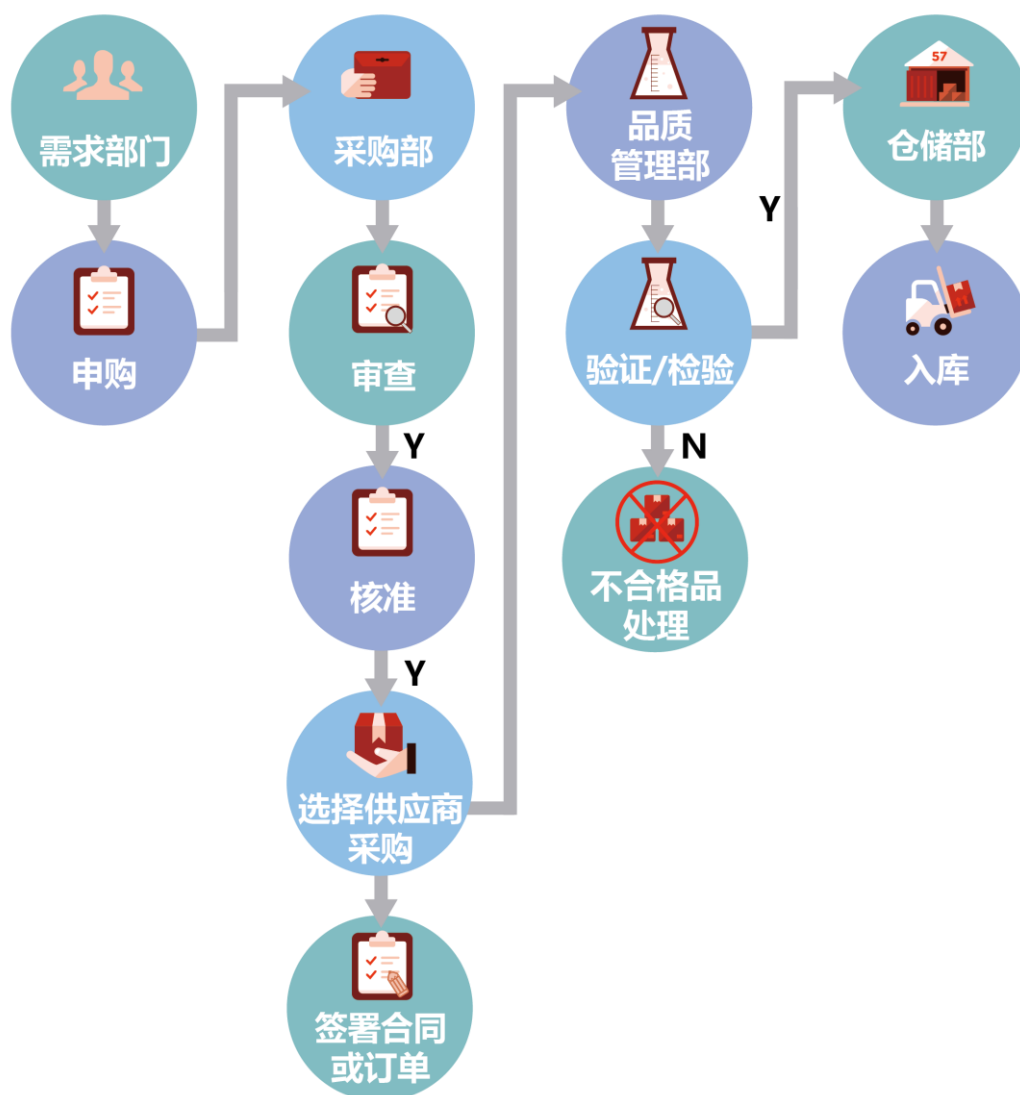 需求部门
申购
采购部
审查
Y
核准
Y
选择供应商
采购
签署合同
或订单
品质
管理部
验证/检验
Y
N
不合格品
处理
57
仓储部
入库